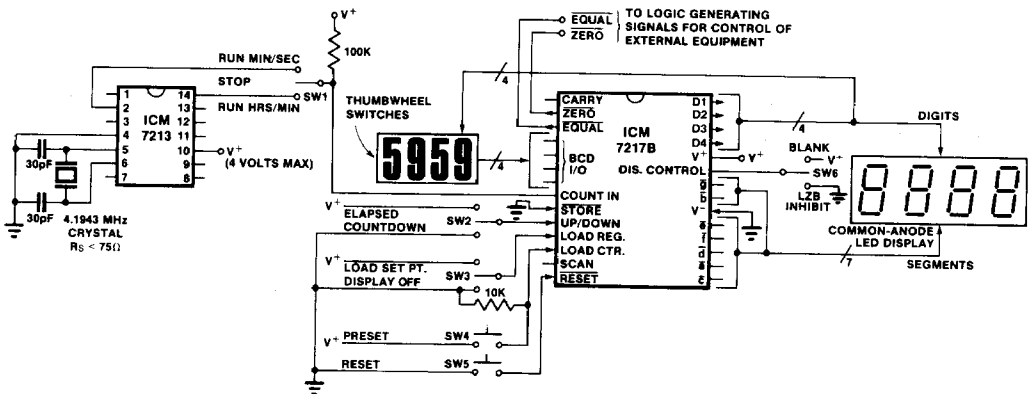 V+
100K
RUN MIN/SEC
STOP
SW1
RUN HRS/MIN
1
2
3
4
5
6
7
14
13
12
11
10
9
8
ICM
7213
V+
(4 VOLTS MAX)
30pF
30pF
4.1943 MHz
CRYSTAL
RS < 75Ω
EQUAL
ZERO
TO LOGIC GENERATING
SIGNALS FOR CONTROL OF
EXTERNAL EQUIPMENT
THUMBWHEEL
SWITCHES
5959
4
4
CARRY
ZERO
EQUAL
BCD
I/O
COUNT IN
STORE
UP/DOWN
LOAD REG.
LOAD CTR.
SCAN
RESET
ICM
7217B
D1
D2
D3
D4
V+
DIS. CONTROL
g
b
V-
e
f
d
a
c
V+
4
DIGITS
BLANK
V+
SW6
LZB
INHIBIT
8888
COMMON-ANODE
LED DISPLAY
7
SEGMENTS
V+
ELAPSED
SW2
COUNTDOWN
V+
LOAD SET PT.
SW3
DISPLAY OFF
10K
V+
PRESET
SW4
RESET
SW5